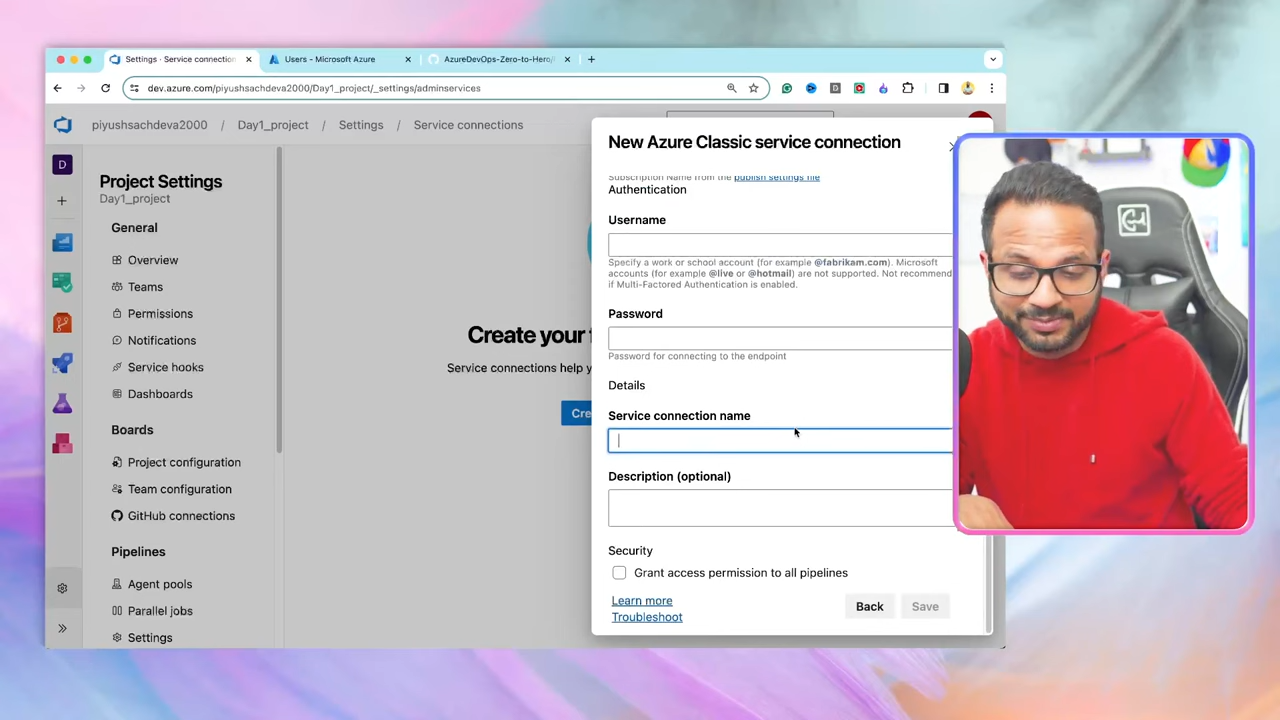 Settings · Service connection
Users - Microsoft Azure
AzureDevOps-Zero-to-Hero/
dev.azure.com/piyushsachdeva2000/Day1_project/_settings/adminservices
piyushsachdeva2000 / Day1_project / Settings / Service connections
D
Project Settings
Day1_project
General
Overview
Teams
Permissions
Notifications
Service hooks
Dashboards
Boards
Project configuration
Team configuration
GitHub connections
Pipelines
Agent pools
Parallel jobs
Settings
Create your f
Service connections help y
Cre
New Azure Classic service connection
Subscription Name from the publish settings file
Authentication
Username
Specify a work or school account (for example @fabrikam.com). Microsoft
accounts (for example @live or @hotmail) are not supported. Not recommend
if Multi-Factored Authentication is enabled.
Password
Password for connecting to the endpoint
Details
Service connection name
Description (optional)
Security
Grant access permission to all pipelines
Learn more
Troubleshoot
Back
Save